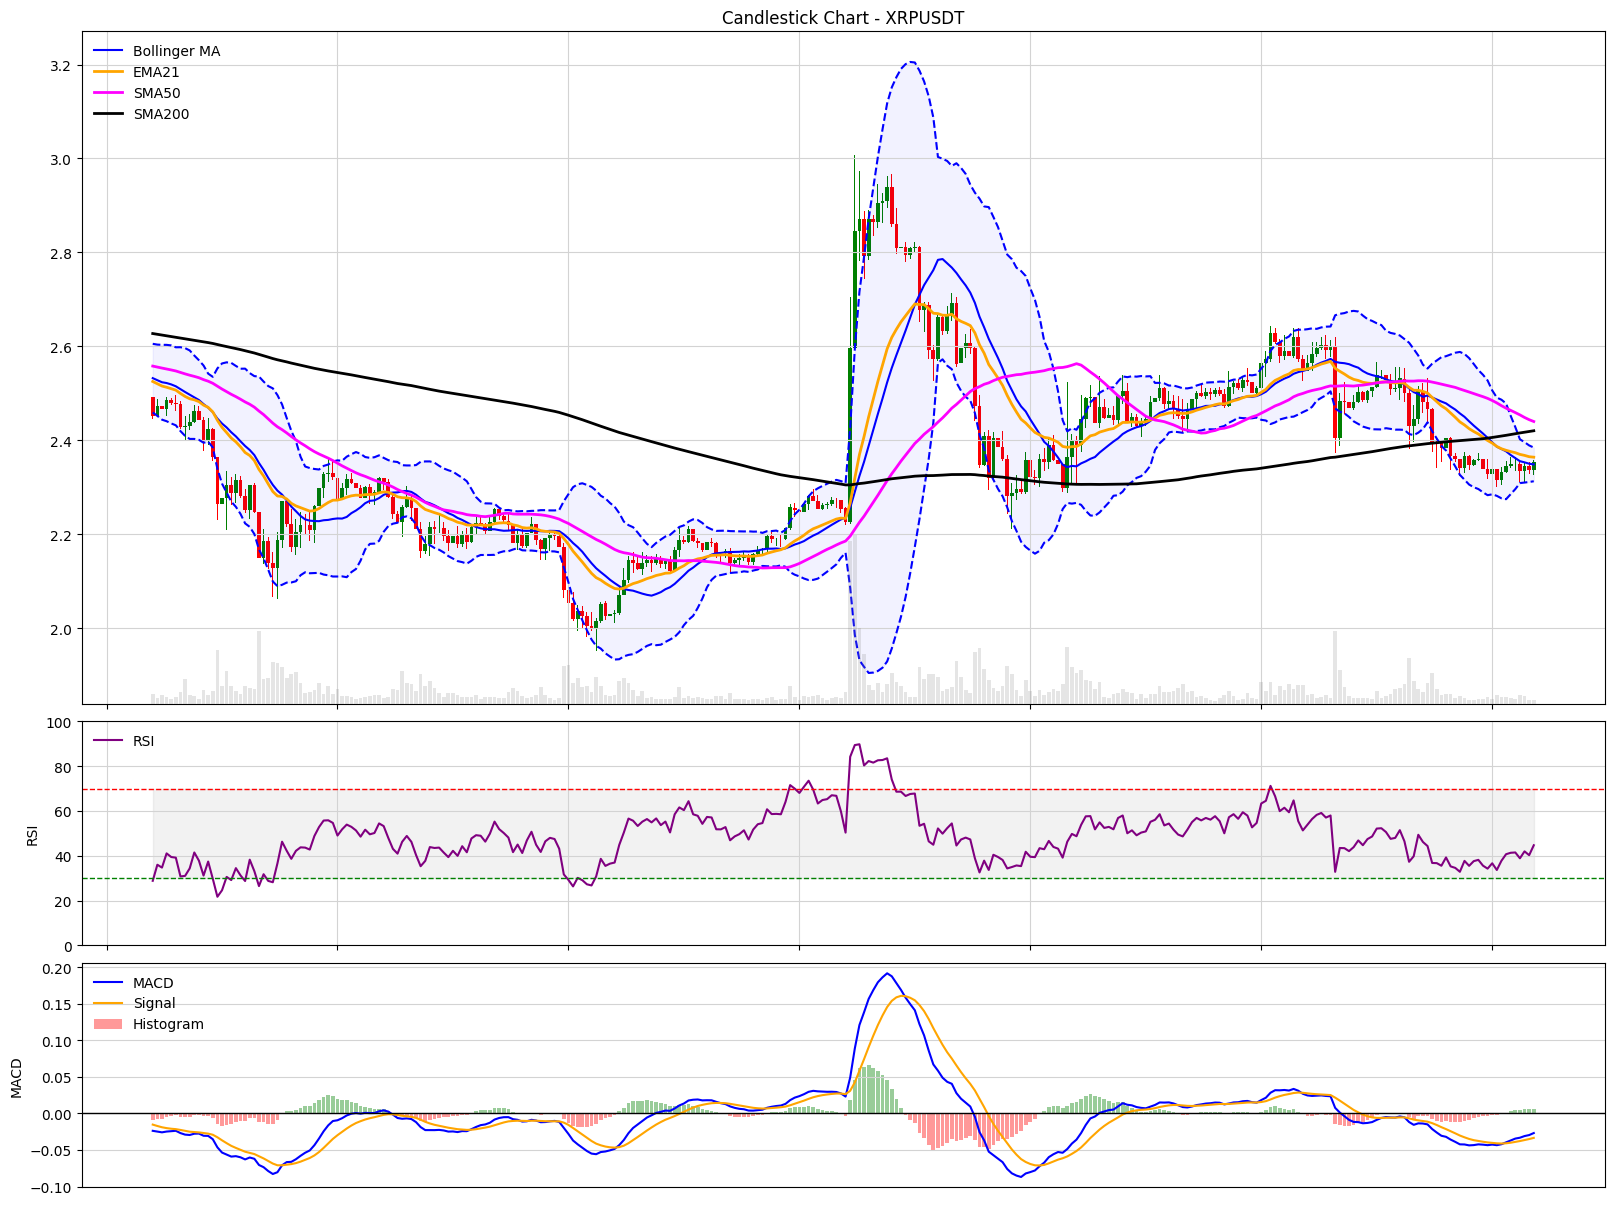 Candlestick Chart - XRPUSDT
Bollinger MA
EMA21
SMA50
SMA200
3.2
3.0
2.8
2.6
2.4
2.2
2.0
RSI
RSI
100
80
60
40
20
0
MACD
MACD
Signal
Histogram
0.20
0.15
0.10
0.05
0.00
−0.05
−0.10